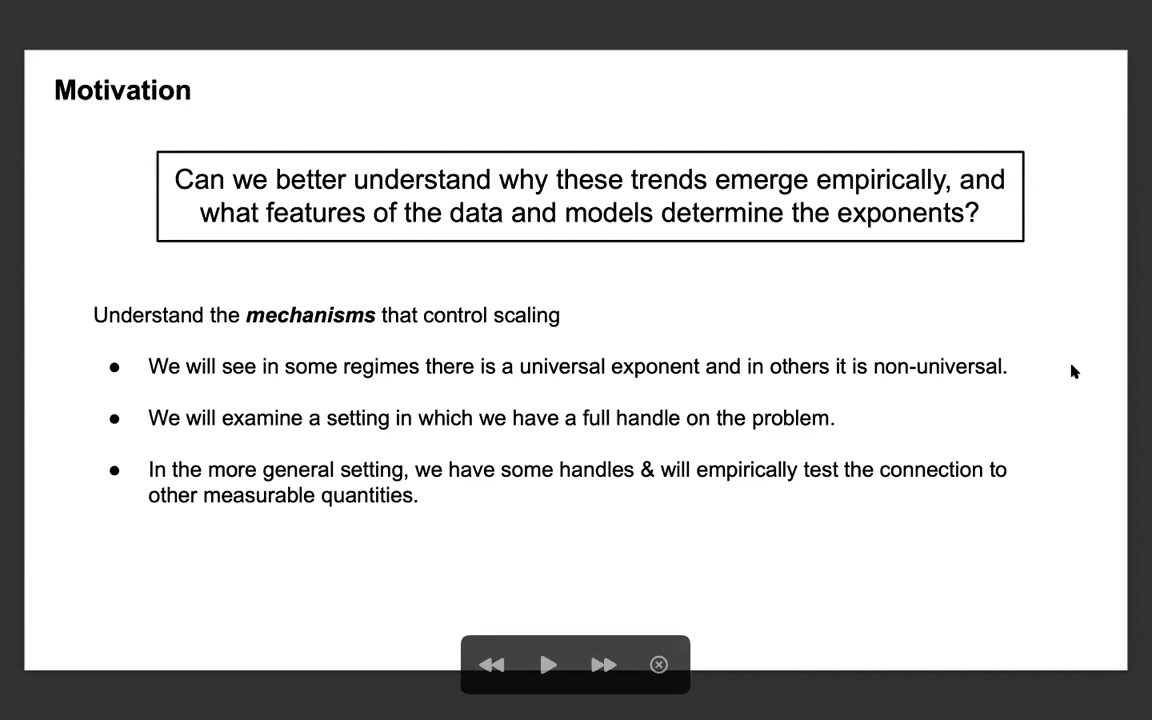 Motivation
Can we better understand why these trends emerge empirically, and
what features of the data and models determine the exponents?
Understand the mechanisms that control scaling
● We will see in some regimes there is a universal exponent and in others it is non-universal.
● We will examine a setting in which we have a full handle on the problem.
● In the more general setting, we have some handles & will empirically test the connection to
other measurable quantities.